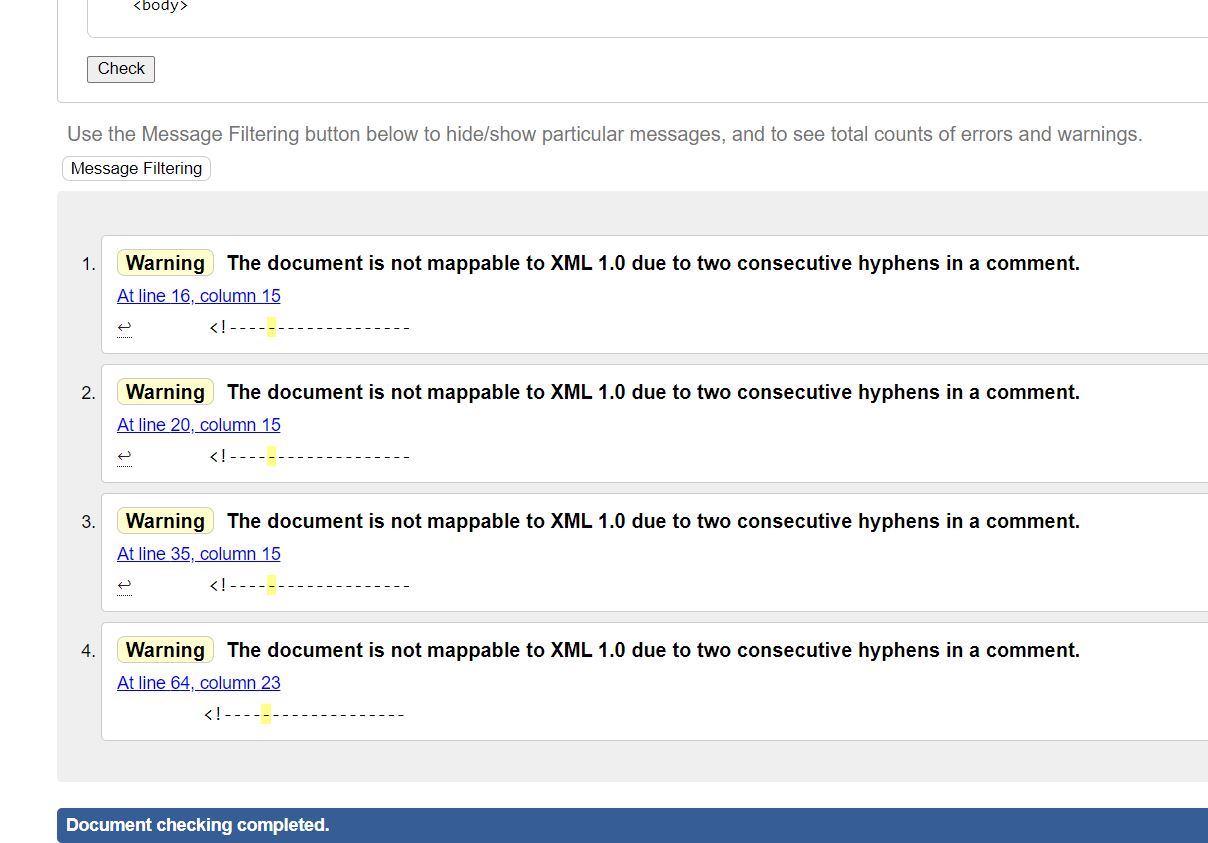 <body>
Check
Use the Message Filtering button below to hide/show particular messages, and to see total counts of errors and warnings.
Message Filtering
1. Warning The document is not mappable to XML 1.0 due to two consecutive hyphens in a comment.
At line 16, column 15
↩ <!-------------------
2. Warning The document is not mappable to XML 1.0 due to two consecutive hyphens in a comment.
At line 20, column 15
↩ <!-------------------
3. Warning The document is not mappable to XML 1.0 due to two consecutive hyphens in a comment.
At line 35, column 15
↩ <!-------------------
4. Warning The document is not mappable to XML 1.0 due to two consecutive hyphens in a comment.
At line 64, column 23
<!-------------------
Document checking completed.